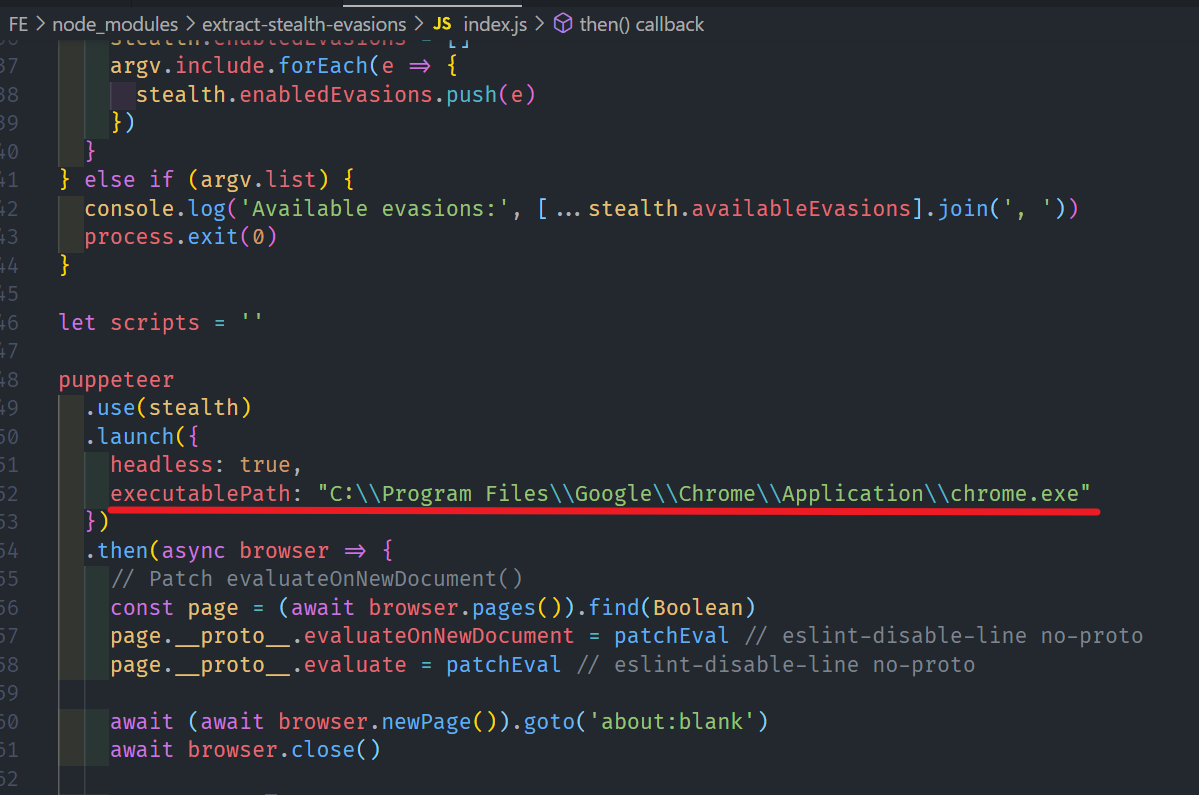 FE > node_modules > extract-stealth-evasions > JS index.js > then() callback
stealth.enabledEvasions = []
37 argv.include.forEach(e => {
38 stealth.enabledEvasions.push(e)
39 })
40 }
41 } else if (argv.list) {
42 console.log('Available evasions:', [...stealth.availableEvasions].join(', '))
43 process.exit(0)
44 }
45
46 let scripts = ''
47
48 puppeteer
49 .use(stealth)
50 .launch({
51 headless: true,
52 executablePath: "C:\\Program Files\\Google\\Chrome\\Application\\chrome.exe"
53 })
54 .then(async browser => {
55 // Patch evaluateOnNewDocument()
56 const page = (await browser.pages()).find(Boolean)
57 page.__proto__.evaluateOnNewDocument = patchEval // eslint-disable-line no-proto
58 page.__proto__.evaluate = patchEval // eslint-disable-line no-proto
59
60 await (await browser.newPage()).goto('about:blank')
61 await browser.close()
62